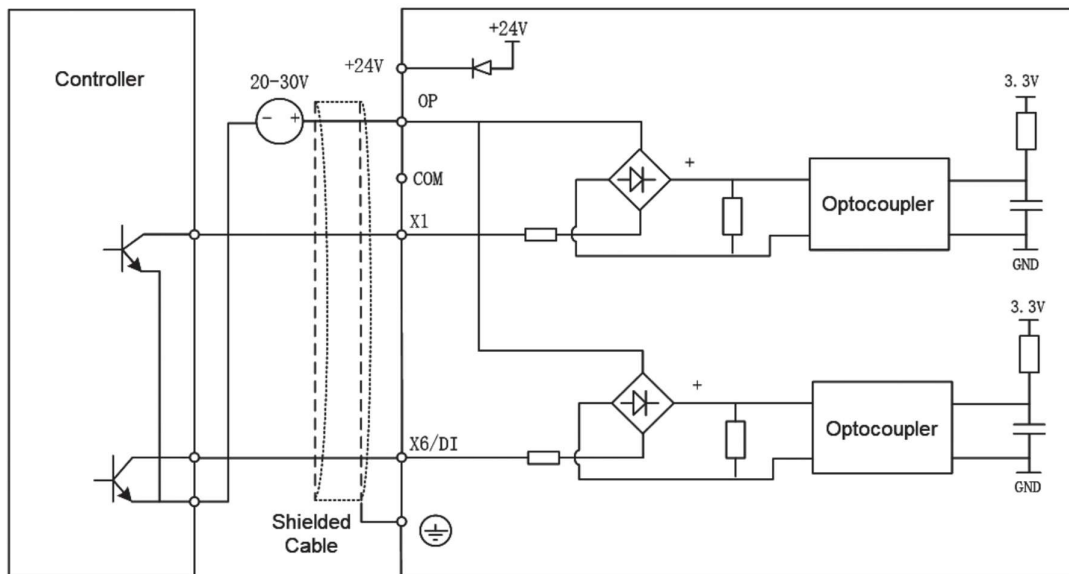 Controller
20-30V
- +
Shielded
Cable
+24V
+24V
OP
COM
X1
X6/DI
+
Optocoupler
3.3V
GND
+
Optocoupler
3.3V
GND